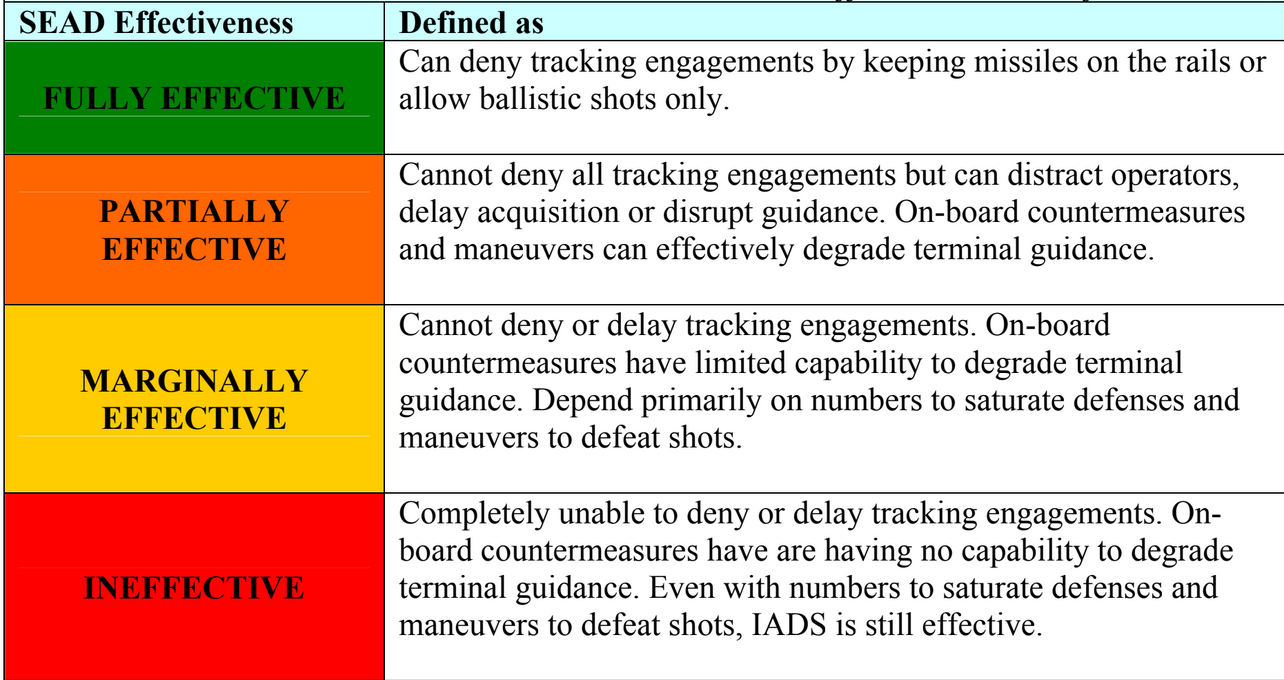 SEAD Effectiveness
Defined as
FULLY EFFECTIVE
Can deny tracking engagements by keeping missiles on the rails or
allow ballistic shots only.
PARTIALLY
EFFECTIVE
Cannot deny all tracking engagements but can distract operators,
delay acquisition or disrupt guidance. On-board countermeasures
and maneuvers can effectively degrade terminal guidance.
MARGINALLY
EFFECTIVE
Cannot deny or delay tracking engagements. On-board
countermeasures have limited capability to degrade terminal
guidance. Depend primarily on numbers to saturate defenses and
maneuvers to defeat shots.
INEFFECTIVE
Completely unable to deny or delay tracking engagements. On-
board countermeasures have are having no capability to degrade
terminal guidance. Even with numbers to saturate defenses and
maneuvers to defeat shots, IADS is still effective.